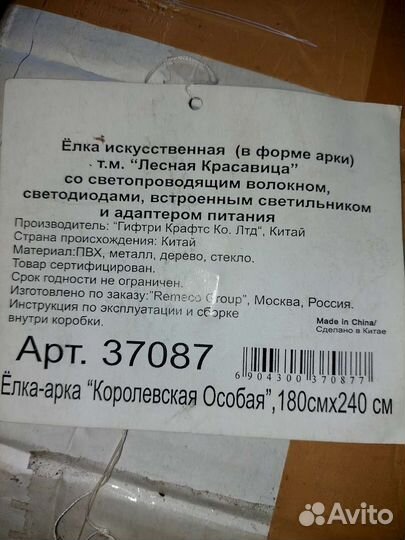 Ёлка искусственная (в форме арки)
т.м. "Лесная Красавица"
со светопроводящим волокном,
светодиодами, встроенным светильником
и адаптером питания
Производитель: "Гифтри Крафтс Ко. Лтд", Китай
Страна происхождения: Китай
Материал:ПВХ, металл, дерево, стекло.
Товар сертифицирован.
Срок годности не ограничен.
Изготовлено по заказу:"Remeco Group", Москва, Россия.
Инструкция по эксплуатации и сборке
внутри коробки.
Made in China/
Сделано в Китае
Арт. 37087
6 904300 370877
Ёлка-арка "Королевская Особая",180смх240 см
Avito